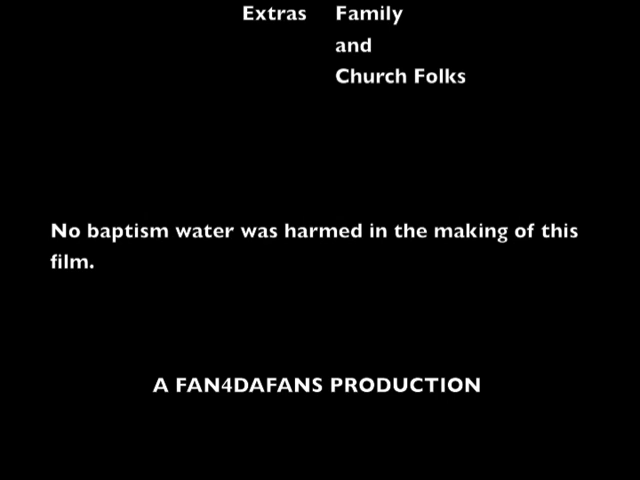 Extras Family
and
Church Folks
No baptism water was harmed in the making of this
film.
A FAN4DAFANS PRODUCTION